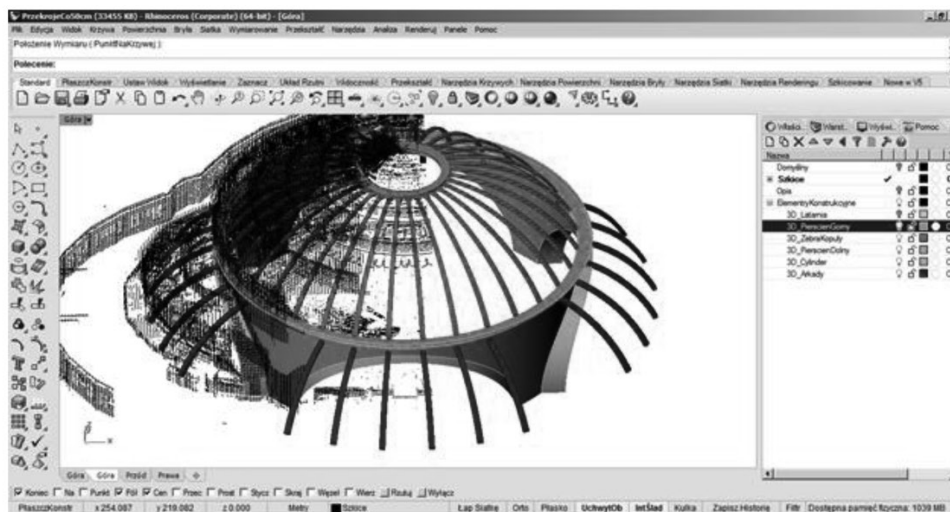 PrzekrojeCo50cm (33455 KB) - Rhinoceros (Corporate) (64-bit) - [Góra]
Plik Edycja Widok Krzywa Powierzchnia Bryła Siatka Wymiarowanie Przekształć Narzędzia Analiza Renderuj Panele Pomoc
Położenie Wymiaru ( PunktNaKrzywej ):
Polecenie:
Standard PłaszczKonstr Ustaw Widok Wyświetlanie Zaznacz Układ Rzutni Widoczność Przekształć Narzędzia Krzywych Narzędzia Powierzchni Narzędzia Bryły Narzędzia Siatki Narzędzia Renderingu Szkicowanie Nowe w V5
Góra
Właści... Warst... Wyświ... Pomoc
Nazwa
Domyślny
Szkice
Opis
ElementyKonstrukcyjne
3D_Latarnia
3D_PierscienGorny
3D_ZebraKopuly
3D_PierscienDolny
3D_Cylinder
3D_Arkady
x
Góra Góra Przód Prawa
Koniec Na Punkt Pół Cen Przec Prost Stycz Skraj Węzeł Wierz Rzutuj Wyłącz
PłaszczKonstr x 254.087 y 219.082 z 0.000 Metry Szkice Łap Siatkę Orto Płasko UchwytOb IntŚlad Kulka Zapisz Historię Filtr Dostępna pamięć fizyczna: 1039 MB